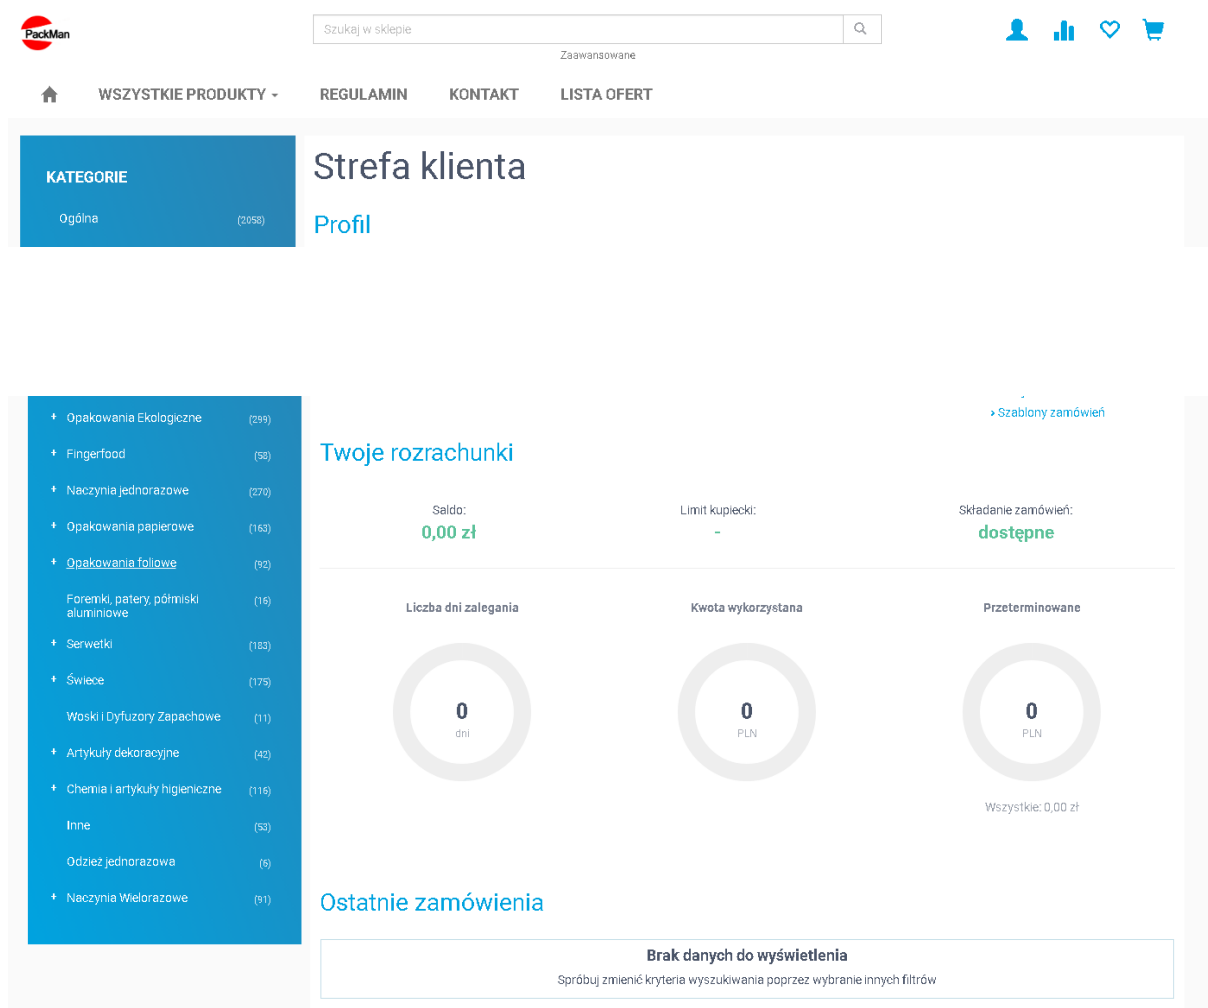 PackMan
Szukaj w sklepie
Zaawansowane
WSZYSTKIE PRODUKTY
REGULAMIN
KONTAKT
LISTA OFERT
KATEGORIE
Ogólna (2058)
Strefa klienta
Profil
+ Opakowania Ekologiczne (299)
+ Fingerfood (58)
+ Naczynia jednorazowe (270)
+ Opakowania papierowe (163)
+ Opakowania foliowe (92)
Foremki, patery, półmiski
aluminiowe (16)
+ Serwetki (183)
+ Świece (175)
Woski i Dyfuzory Zapachowe (11)
+ Artykuły dekoracyjne (42)
+ Chemia i artykuły higieniczne (116)
Inne (53)
Odzież jednorazowa (6)
+ Naczynia Wielorazowe (91)
› Szablony zamówień
Twoje rozrachunki
Saldo:
0,00 zł
Limit kupiecki:
-
Składanie zamówień:
dostępne
Liczba dni zalegania
0
dni
Kwota wykorzystana
0
PLN
Przeterminowane
0
PLN
Wszystkie: 0,00 zł
Ostatnie zamówienia
Brak danych do wyświetlenia
Spróbuj zmienić kryteria wyszukiwania poprzez wybranie innych filtrów